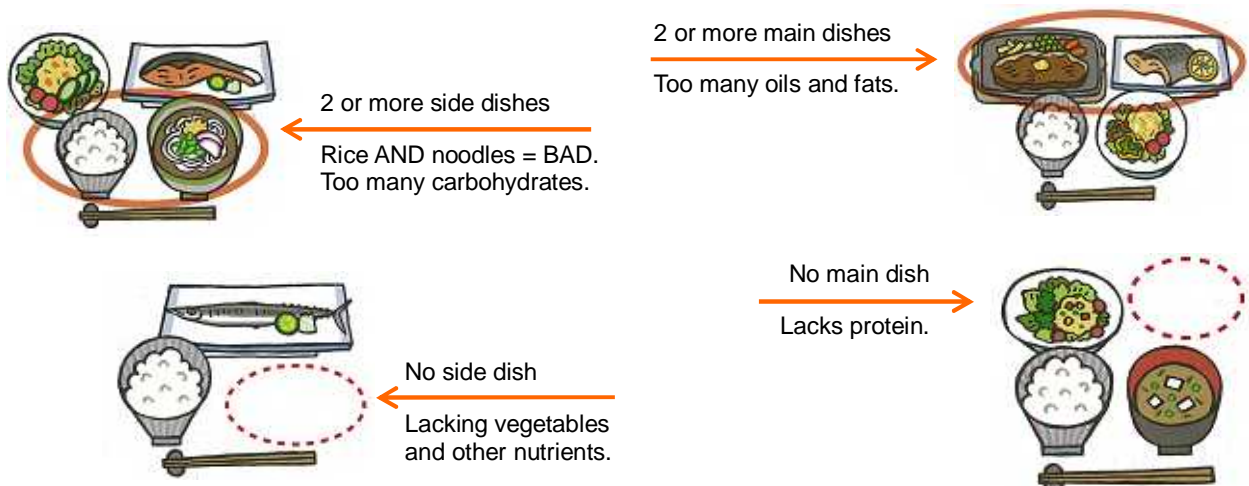 2 or more side dishes
Rice AND noodles = BAD.
Too many carbohydrates.
2 or more main dishes
Too many oils and fats.
No side dish
Lacking vegetables
and other nutrients.
No main dish
Lacks protein.